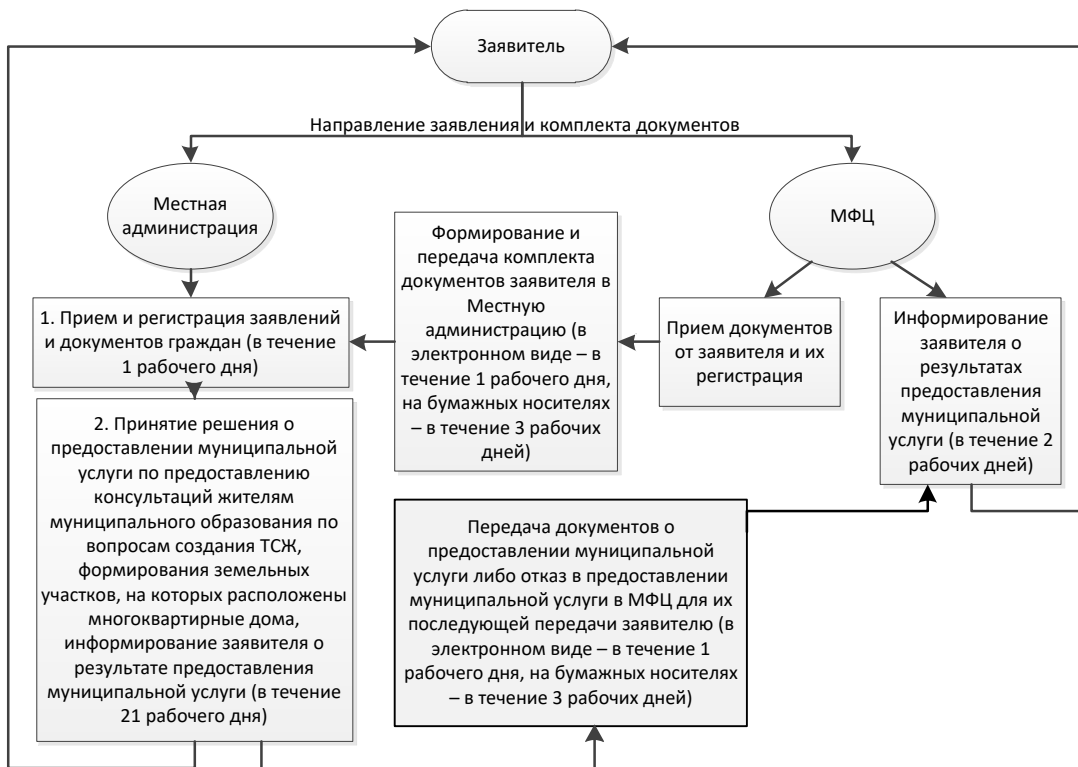 Заявитель
Направление заявления и комплекта документов
Местная
администрация
МФЦ
Формирование и
передача комплекта
документов заявителя в
Местную
администрацию (в
электронном виде – в
течение 1 рабочего дня,
на бумажных носителях
– в течение 3 рабочих
дней)
1. Прием и регистрация заявлений
и документов граждан (в течение
1 рабочего дня)
Прием документов
от заявителя и их
регистрация
Информирование
заявителя о
результатах
предоставления
муниципальной
услуги (в течение 2
рабочих дней)
2. Принятие решения о
предоставлении муниципальной
услуги по предоставлению
консультаций жителям
муниципального образования по
вопросам создания ТСЖ,
формирования земельных
участков, на которых расположены
многоквартирные дома,
информирование заявителя о
результате предоставления
муниципальной услуги (в течение
21 рабочего дня)
Передача документов о
предоставлении муниципальной
услуги либо отказ в предоставлении
муниципальной услуги в МФЦ для их
последующей передачи заявителю (в
электронном виде – в течение 1
рабочего дня, на бумажных носителях
– в течение 3 рабочих дней)